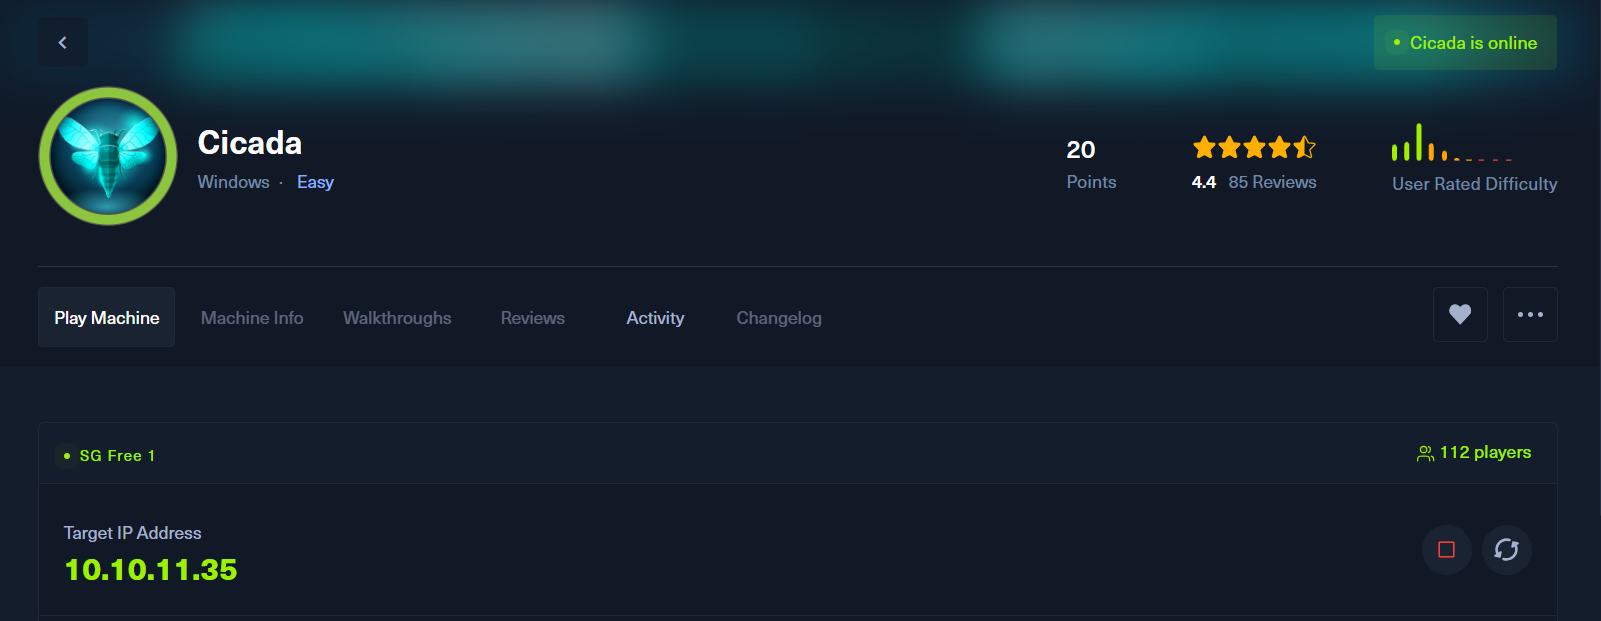 Cicada is online
Cicada
Windows · Easy
20
Points
4.4 85 Reviews
User Rated Difficulty
Play Machine
Machine Info
Walkthroughs
Reviews
Activity
Changelog
SG Free 1
112 players
Target IP Address
10.10.11.35